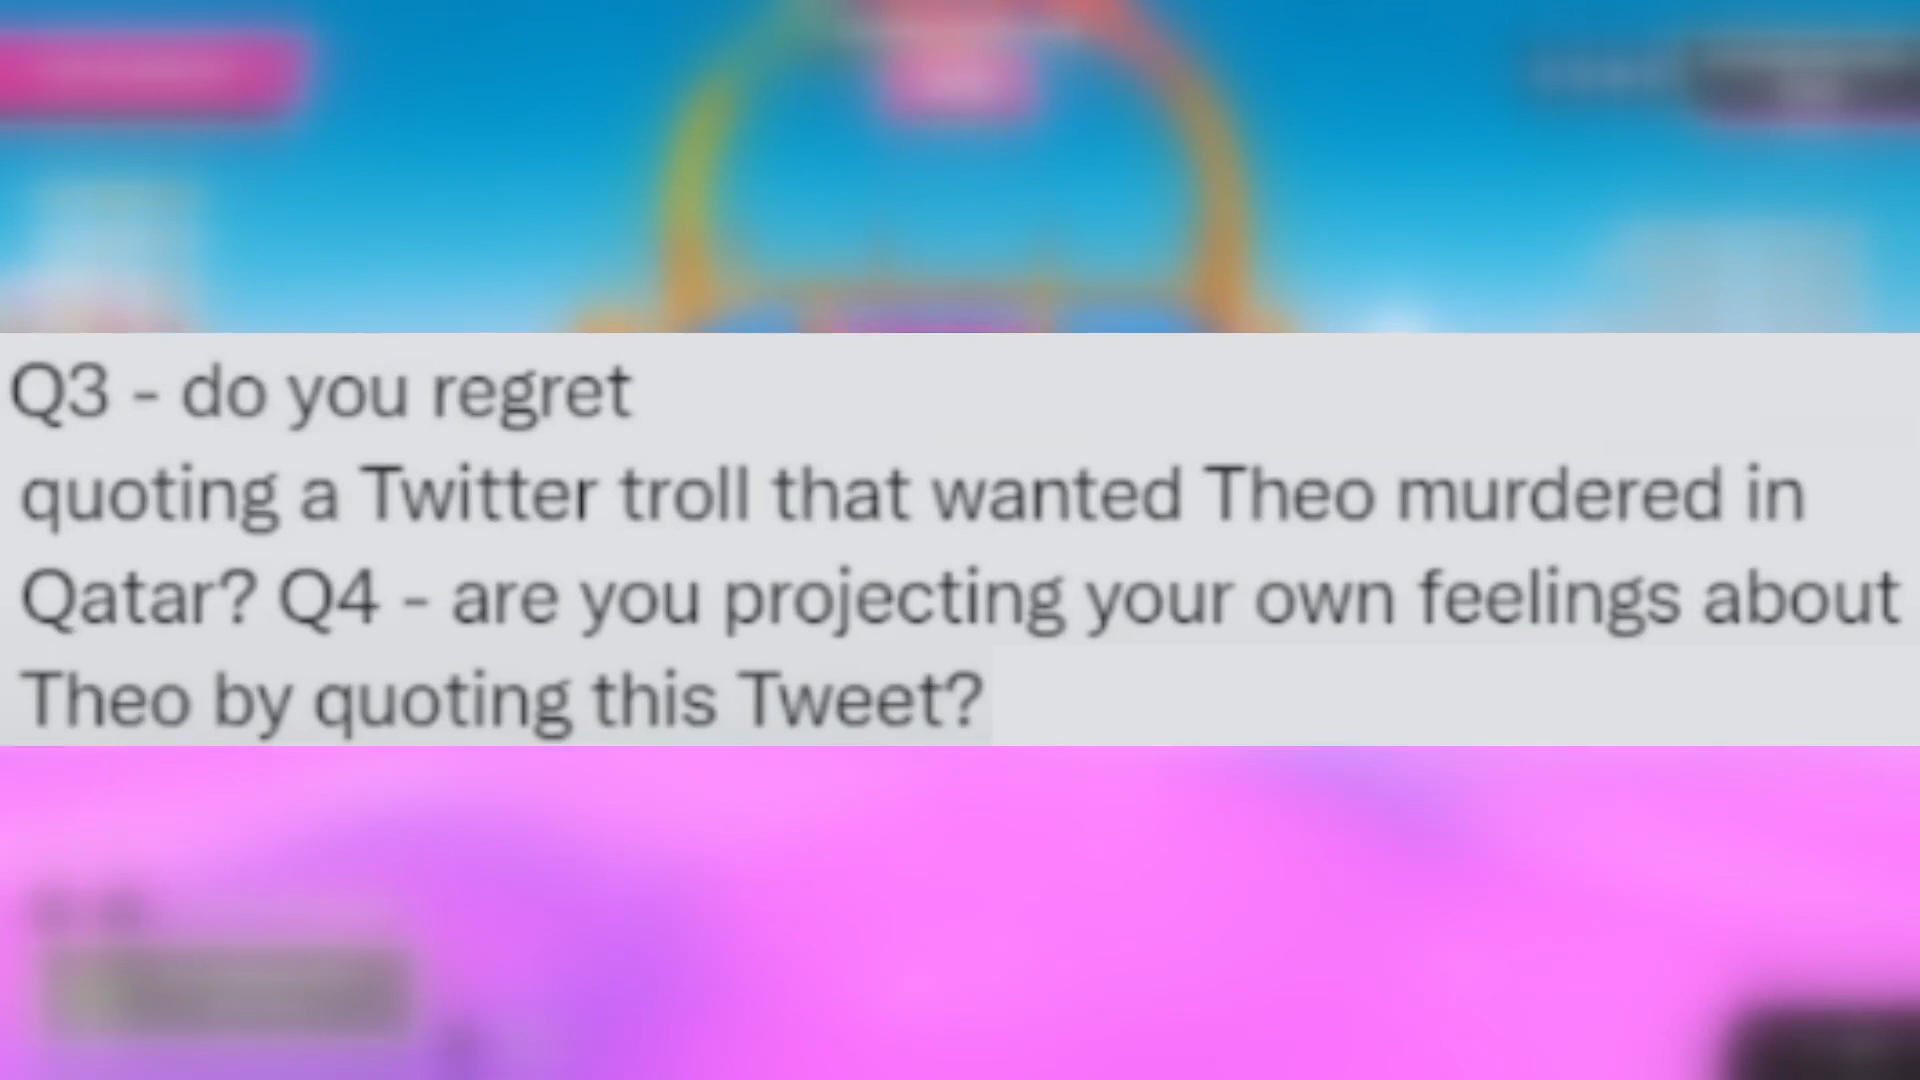 Q3 - do you regret
quoting a Twitter troll that wanted Theo murdered in
Qatar? Q4 - are you projecting your own feelings about
Theo by quoting this Tweet?